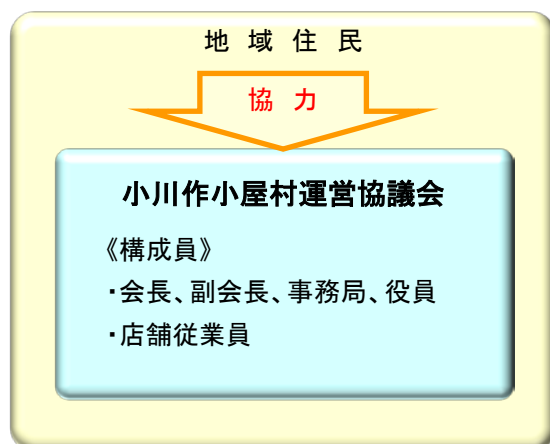 地 域 住 民
協 力
小川作小屋村運営協議会
《構成員》
・会長、副会長、事務局、役員
・店舗従業員